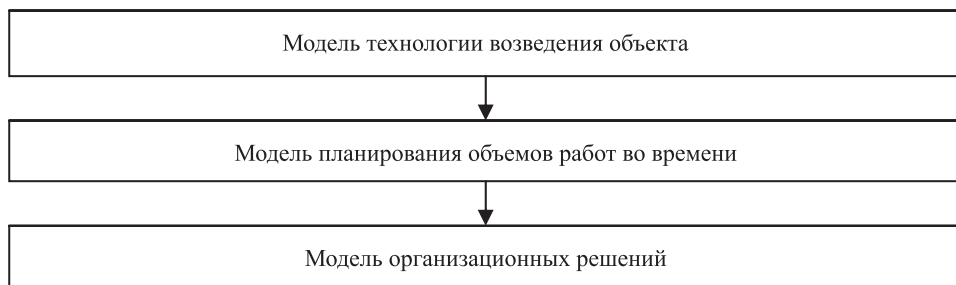 Модель технологии возведения объекта
Модель планирования объемов работ во времени
Модель организационных решений